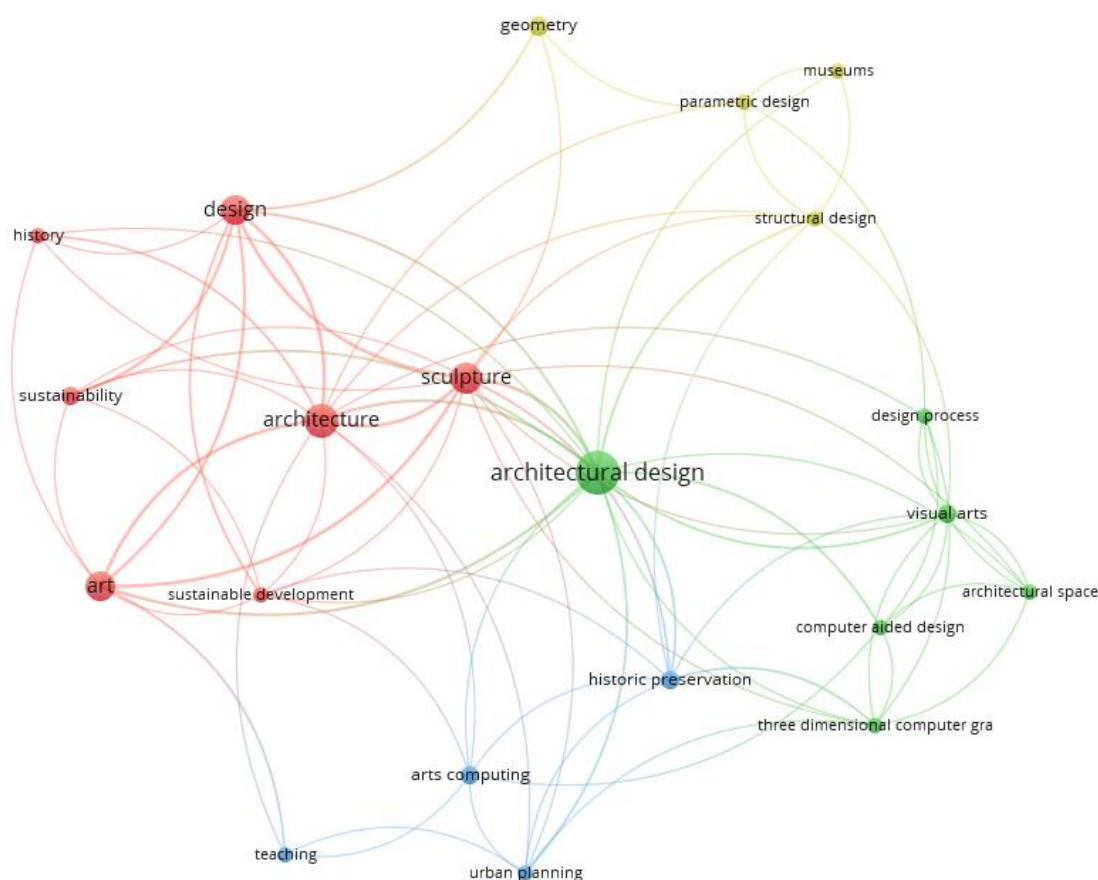 geometry
museums
parametric design
design
structural design
history
sculpture
sustainability
architecture
design process
architectural design
visual arts
art
sustainable development
architectural space
computer aided design
historic preservation
three dimensional computer gra
arts computing
teaching
urban planning